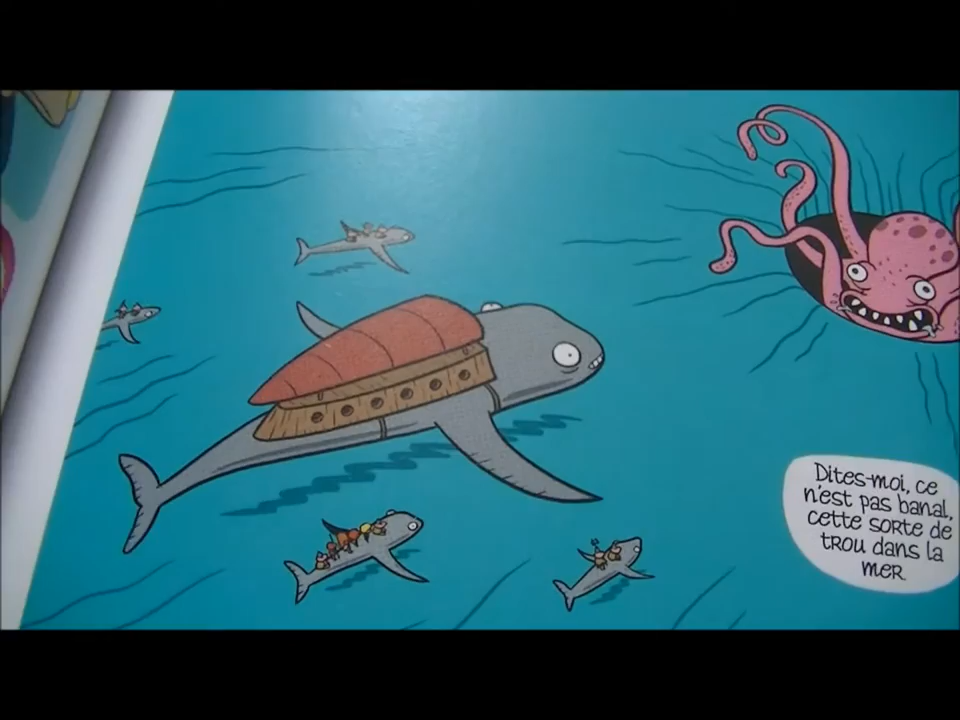 Dites-moi, ce
n'est pas banal,
cette sorte de
trou dans la
mer.